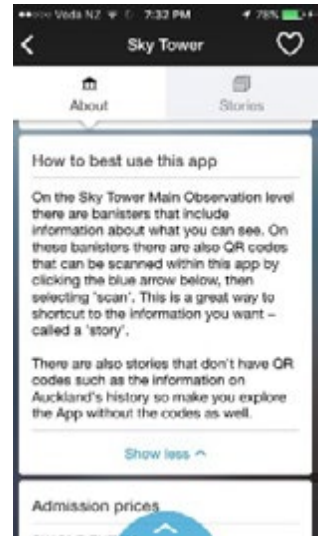 Voda NZ 7:32 PM 78%
Sky Tower
About
Stories
How to best use this app
On the Sky Tower Main Observation level
there are banisters that include
information about what you can see. On
these banisters there are also QR codes
that can be scanned within this app by
clicking the blue arrow below, then
selecting 'scan'. This is a great way to
shortcut to the information you want –
called a 'story'.
There are also stories that don't have QR
codes such as the information on
Auckland's history so make you explore
the App without the codes as well.
Show less
Admission prices